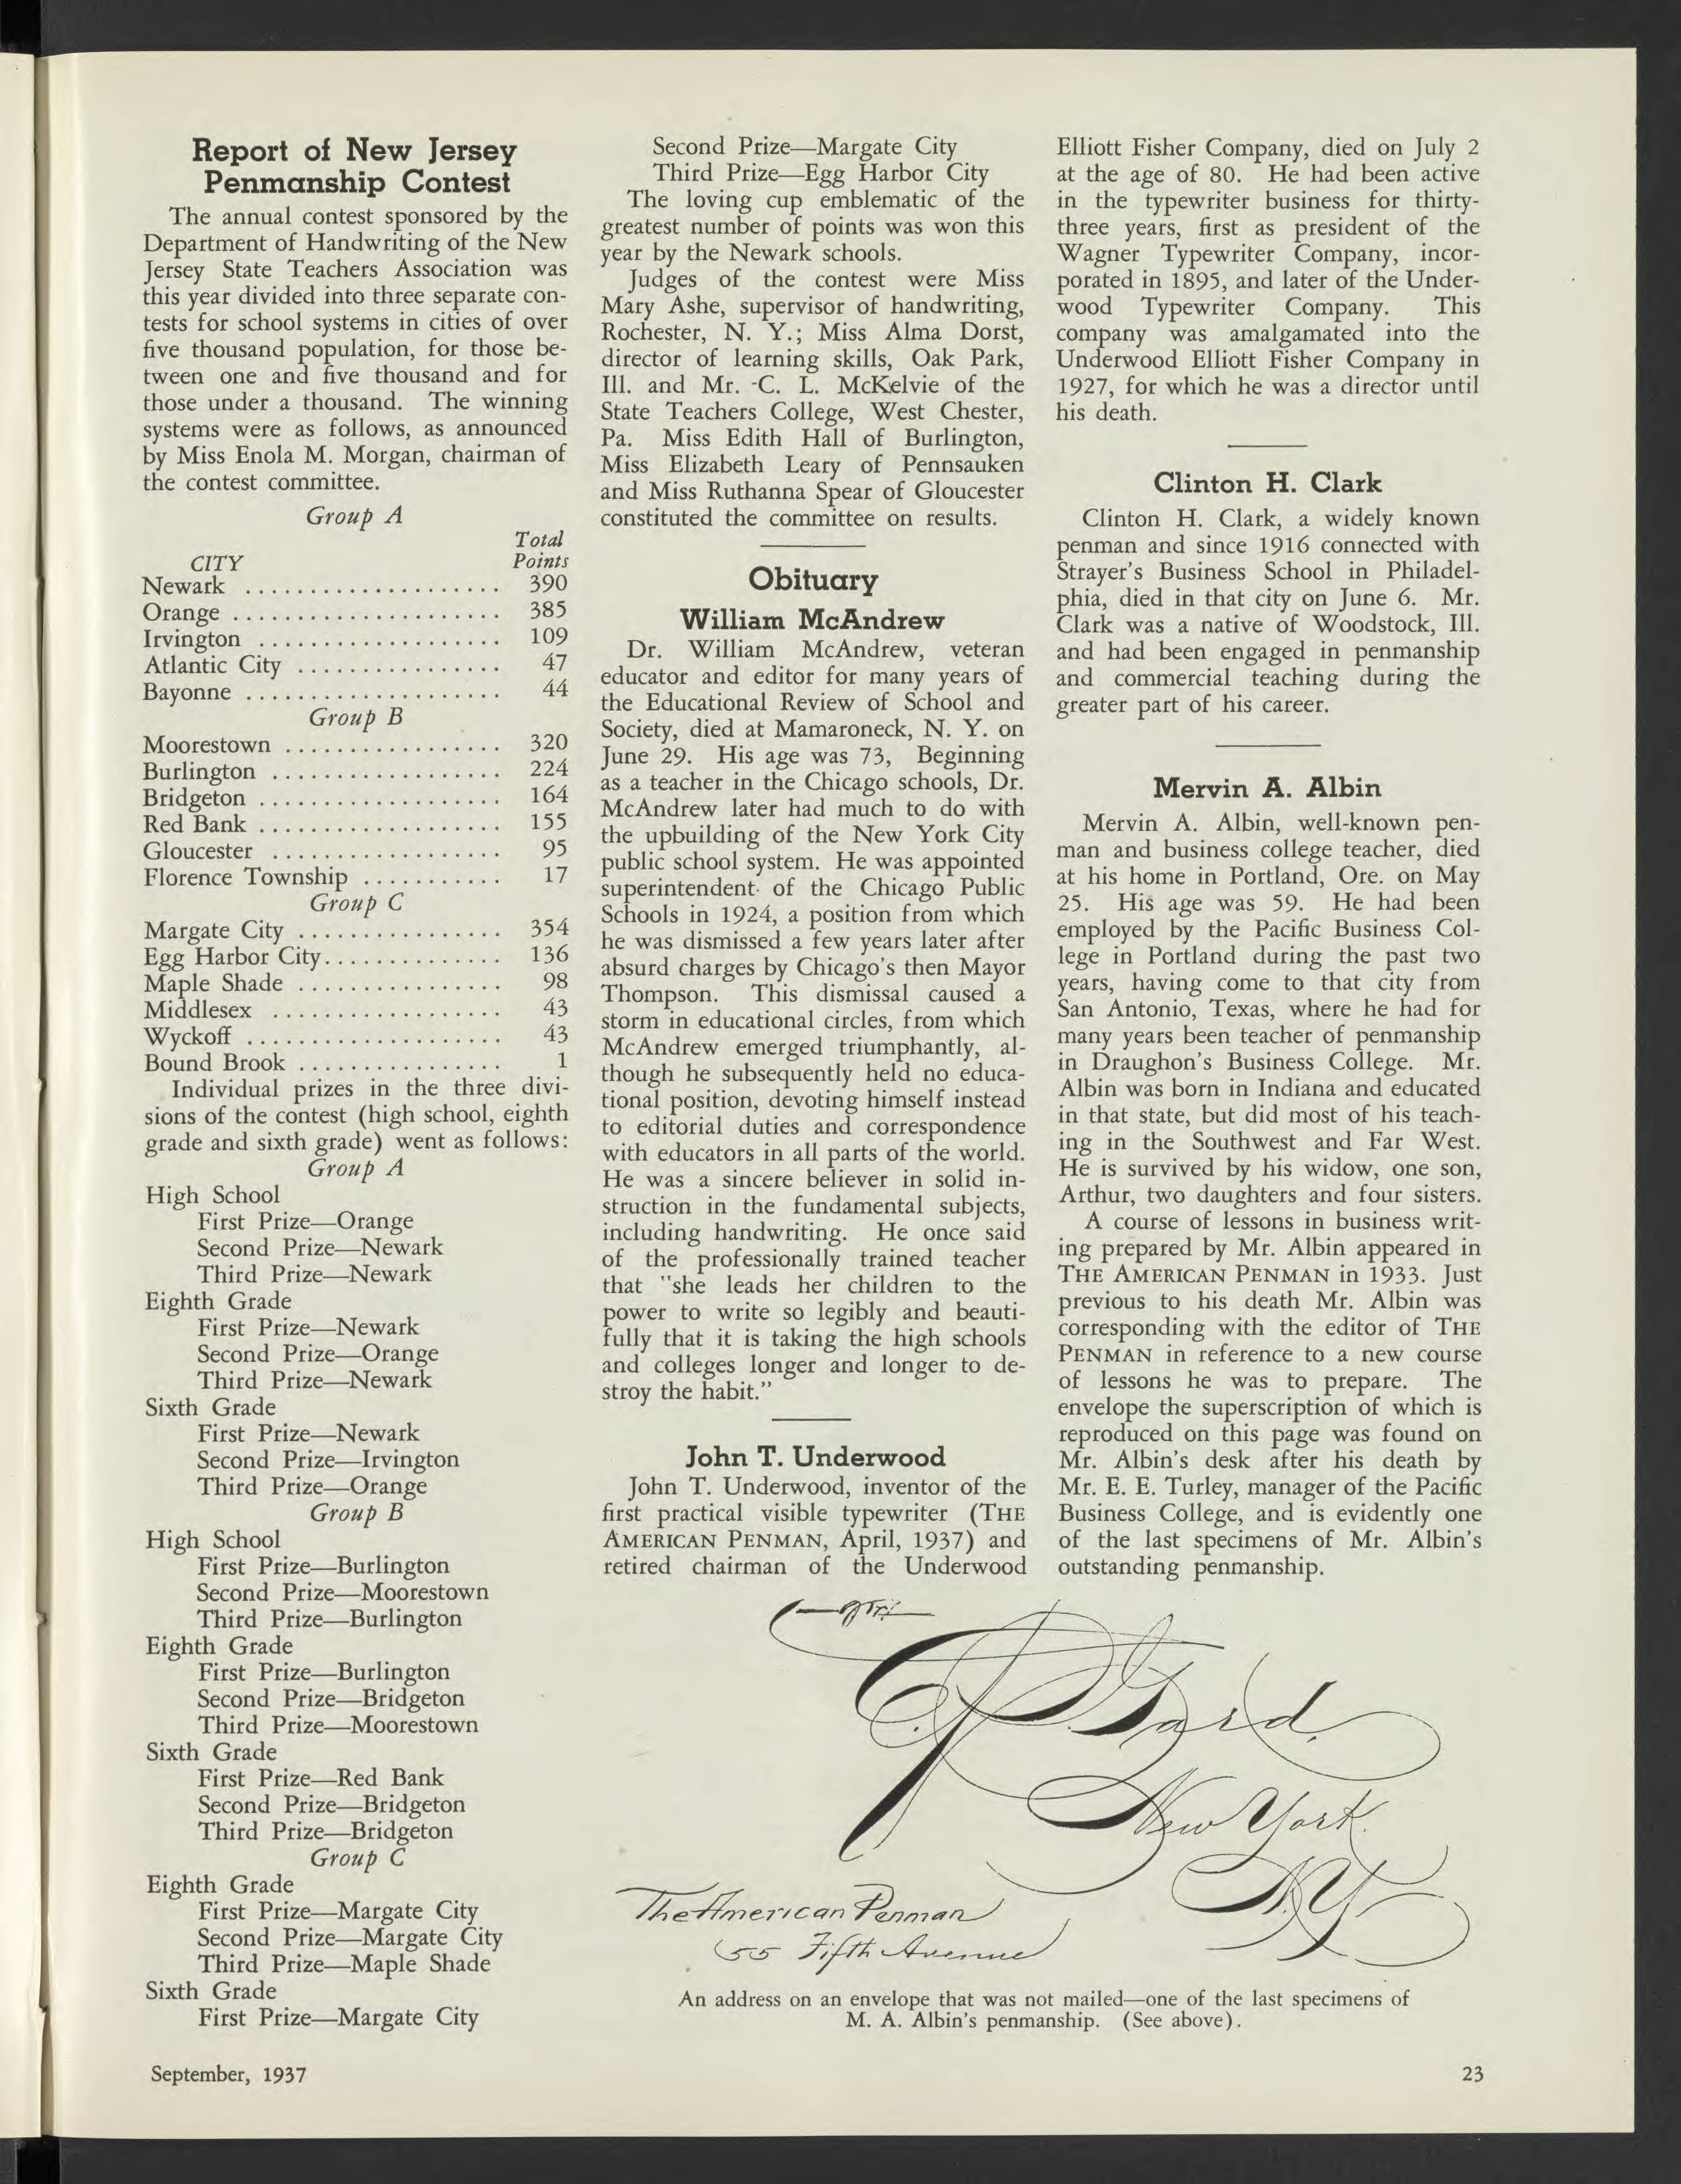 Report of New Jersey
Penmanship Contest
The annual contest sponsored by the
Department of Handwriting of the New
Jersey State Teachers Association was
this year divided into three separate con-
tests for school systems in cities of over
five thousand population, for those be-
tween one and five thousand and for
those under a thousand. The winning
systems were as follows, as announced
by Miss Enola M. Morgan, chairman of
the contest committee.
Group A
Total
CITY Points
Newark .................... 390
Orange ..................... 385
Irvington ................... 109
Atlantic City ................ 47
Bayonne .................... 44
Group B
Moorestown ................. 320
Burlington .................. 224
Bridgeton ................... 164
Red Bank ................... 155
Gloucester .................. 95
Florence Township ........... 17
Group C
Margate City ................ 354
Egg Harbor City.............. 136
Maple Shade ................ 98
Middlesex .................. 43
Wyckoff .................... 43
Bound Brook ................ 1
Individual prizes in the three divi-
sions of the contest (high school, eighth
grade and sixth grade) went as follows:
Group A
High School
First Prize—Orange
Second Prize—Newark
Third Prize—Newark
Eighth Grade
First Prize—Newark
Second Prize—Orange
Third Prize—Newark
Sixth Grade
First Prize—Newark
Second Prize—Irvington
Third Prize—Orange
Group B
High School
First Prize—Burlington
Second Prize—Moorestown
Third Prize—Burlington
Eighth Grade
First Prize—Burlington
Second Prize—Bridgeton
Third Prize—Moorestown
Sixth Grade
First Prize—Red Bank
Second Prize—Bridgeton
Third Prize—Bridgeton
Group C
Eighth Grade
First Prize—Margate City
Second Prize—Margate City
Third Prize—Maple Shade
Sixth Grade
First Prize—Margate City
Second Prize—Margate City
Third Prize—Egg Harbor City
The loving cup emblematic of the
greatest number of points was won this
year by the Newark schools.
Judges of the contest were Miss
Mary Ashe, supervisor of handwriting,
Rochester, N. Y.; Miss Alma Dorst,
director of learning skills, Oak Park,
Ill. and Mr. C. L. McKelvie of the
State Teachers College, West Chester,
Pa. Miss Edith Hall of Burlington,
Miss Elizabeth Leary of Pennsauken
and Miss Ruthanna Spear of Gloucester
constituted the committee on results.
Obituary
William McAndrew
Dr. William McAndrew, veteran
educator and editor for many years of
the Educational Review of School and
Society, died at Mamaroneck, N. Y. on
June 29. His age was 73, Beginning
as a teacher in the Chicago schools, Dr.
McAndrew later had much to do with
the upbuilding of the New York City
public school system. He was appointed
superintendent of the Chicago Public
Schools in 1924, a position from which
he was dismissed a few years later after
absurd charges by Chicago's then Mayor
Thompson. This dismissal caused a
storm in educational circles, from which
McAndrew emerged triumphantly, al-
though he subsequently held no educa-
tional position, devoting himself instead
to editorial duties and correspondence
with educators in all parts of the world.
He was a sincere believer in solid in-
struction in the fundamental subjects,
including handwriting. He once said
of the professionally trained teacher
that "she leads her children to the
power to write so legibly and beauti-
fully that it is taking the high schools
and colleges longer and longer to de-
stroy the habit."
John T. Underwood
John T. Underwood, inventor of the
first practical visible typewriter (THE
AMERICAN PENMAN, April, 1937) and
retired chairman of the Underwood
Elliott Fisher Company, died on July 2
at the age of 80. He had been active
in the typewriter business for thirty-
three years, first as president of the
Wagner Typewriter Company, incor-
porated in 1895, and later of the Under-
wood Typewriter Company. This
company was amalgamated into the
Underwood Elliott Fisher Company in
1927, for which he was a director until
his death.
Clinton H. Clark
Clinton H. Clark, a widely known
penman and since 1916 connected with
Strayer's Business School in Philadel-
phia, died in that city on June 6. Mr.
Clark was a native of Woodstock, Ill.
and had been engaged in penmanship
and commercial teaching during the
greater part of his career.
Mervin A. Albin
Mervin A. Albin, well-known pen-
man and business college teacher, died
at his home in Portland, Ore. on May
25. His age was 59. He had been
employed by the Pacific Business Col-
lege in Portland during the past two
years, having come to that city from
San Antonio, Texas, where he had for
many years been teacher of penmanship
in Draughon's Business College. Mr.
Albin was born in Indiana and educated
in that state, but did most of his teach-
ing in the Southwest and Far West.
He is survived by his widow, one son,
Arthur, two daughters and four sisters.
A course of lessons in business writ-
ing prepared by Mr. Albin appeared in
THE AMERICAN PENMAN in 1933. Just
previous to his death Mr. Albin was
corresponding with the editor of THE
PENMAN in reference to a new course
of lessons he was to prepare. The
envelope the superscription of which is
reproduced on this page was found on
Mr. Albin's desk after his death by
Mr. E. E. Turley, manager of the Pacific
Business College, and is evidently one
of the last specimens of Mr. Albin's
outstanding penmanship.
Gard,
New York.
N.Y.
The American Penman
55 Fifth Avenue
An address on an envelope that was not mailed—one of the last specimens of
M. A. Albin's penmanship. (See above).
September, 1937
23